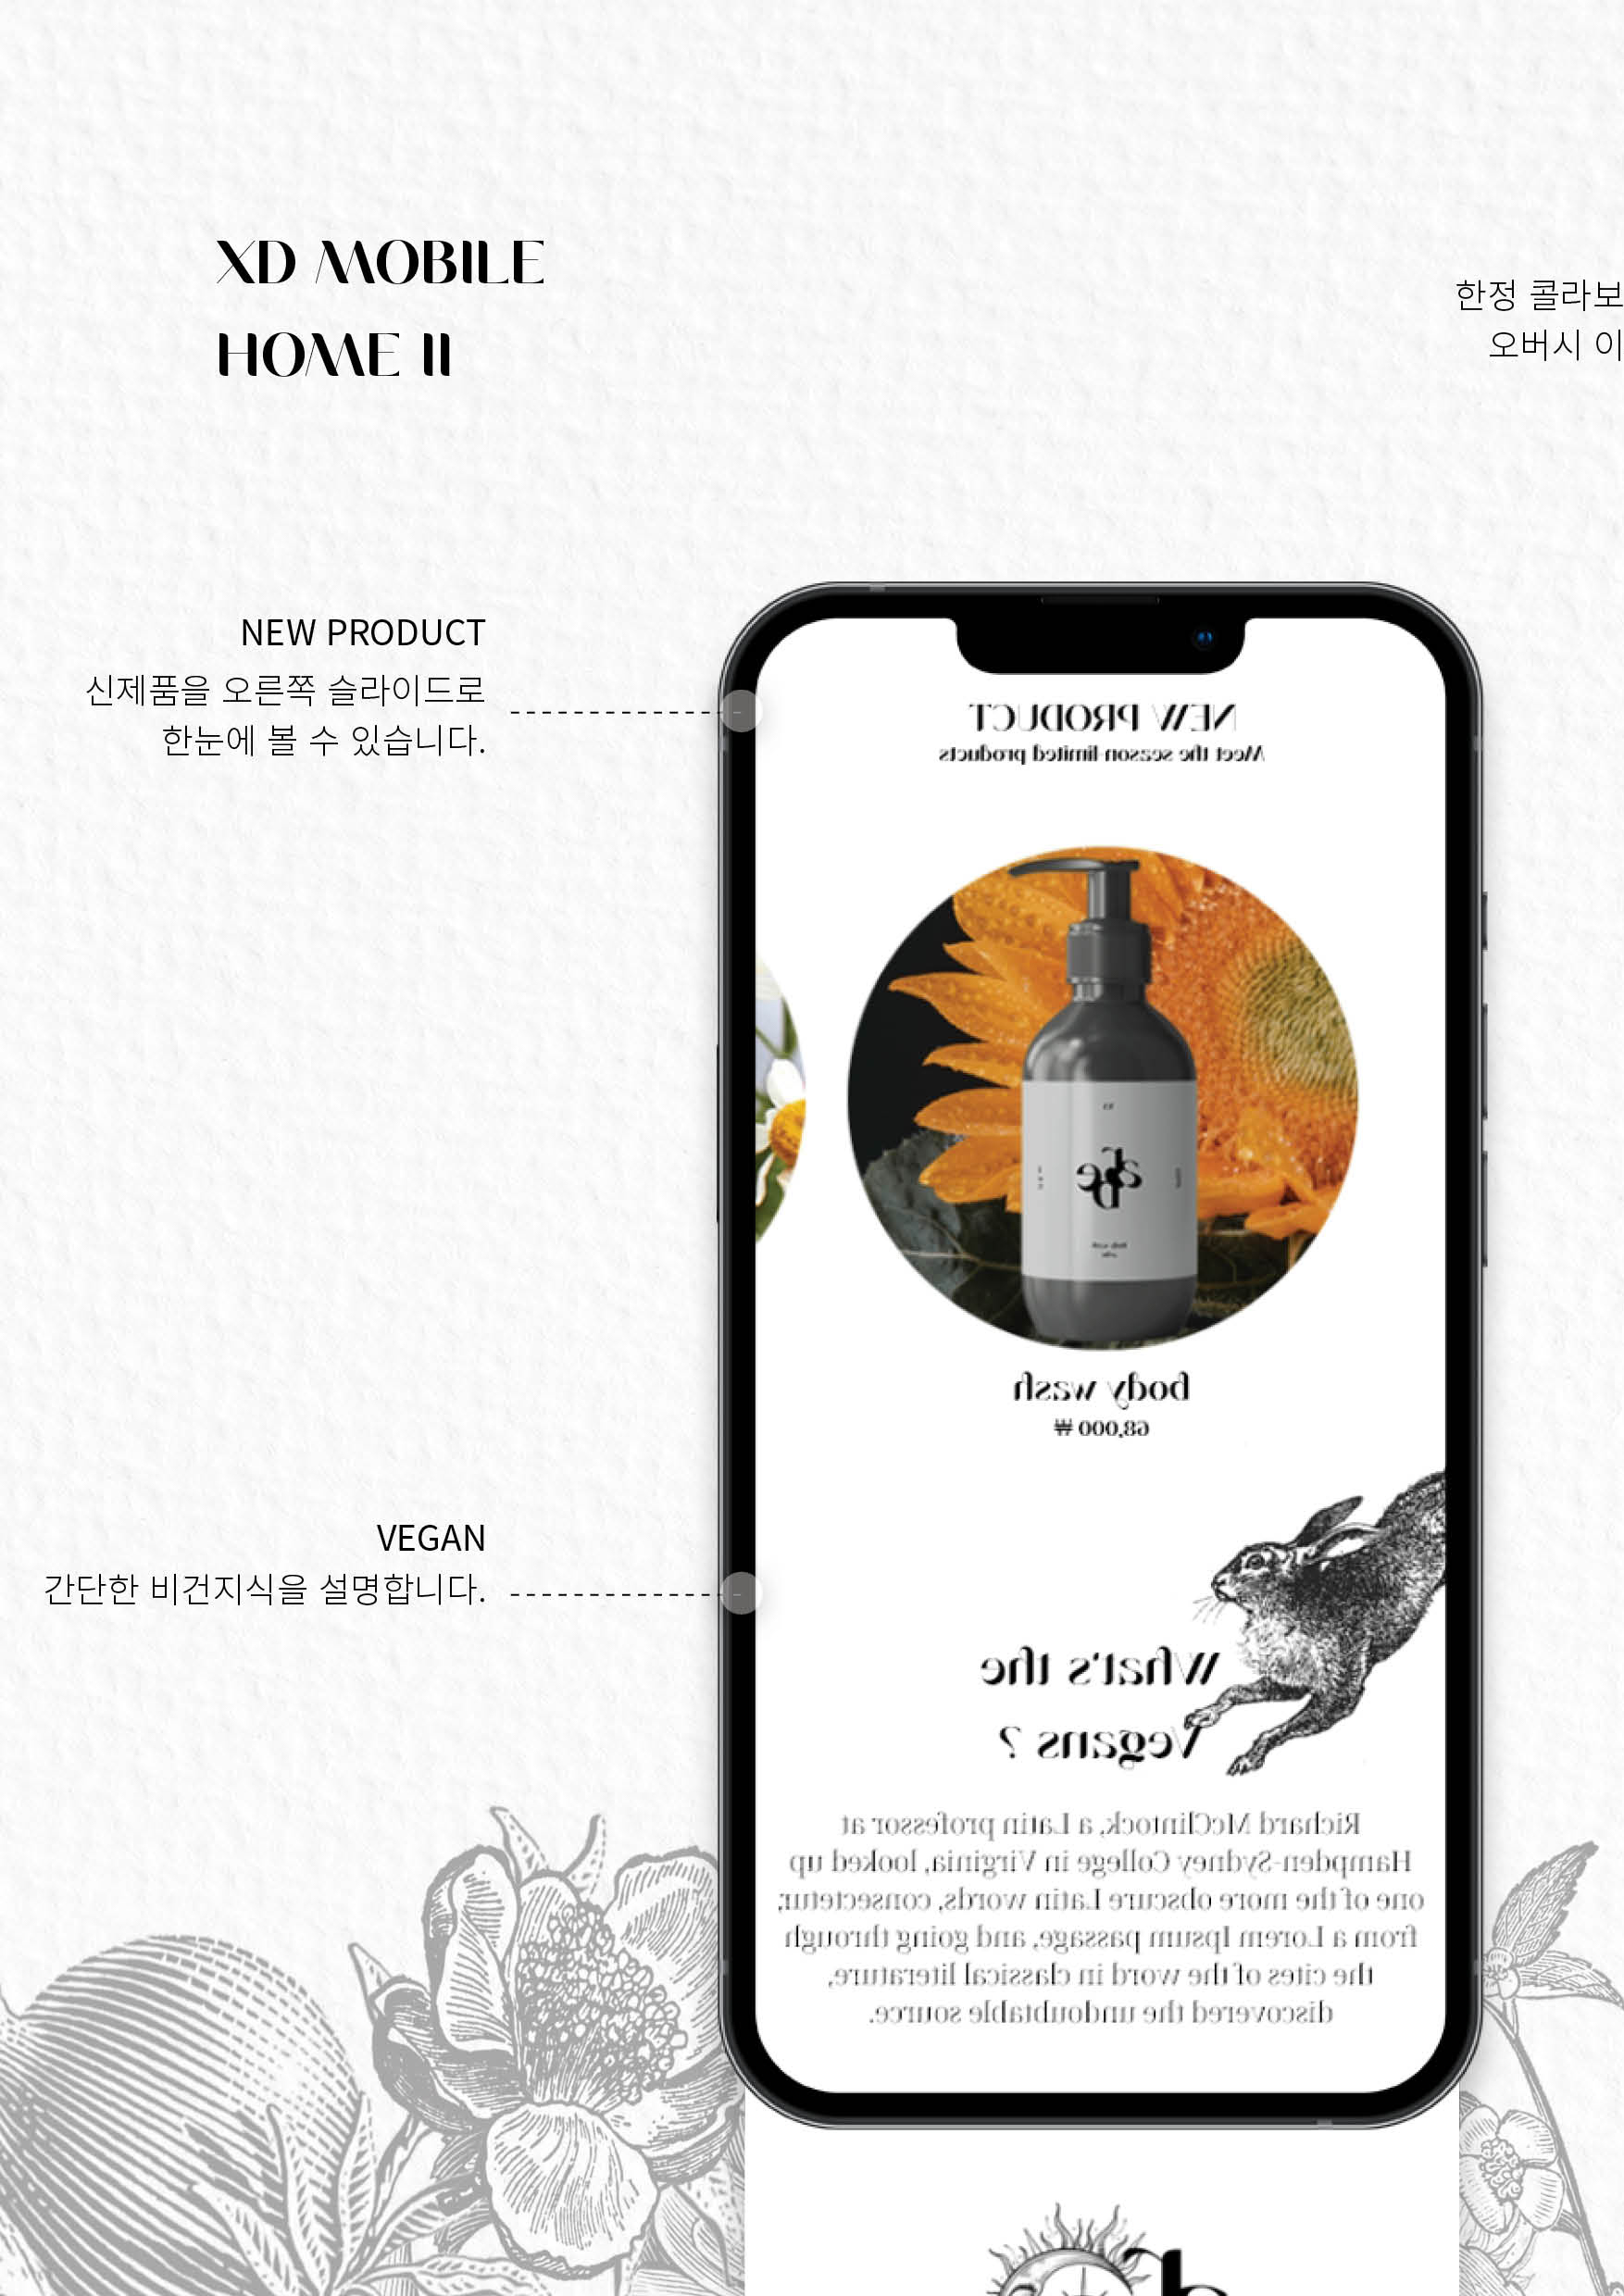 XD MOBILE
HOME II
한정 콜라보
오버시 이
NEW PRODUCT
신제품을 오른쪽 슬라이드로
한눈에 볼 수 있습니다.
NEW PRODUCT
Meet the season-limited products
body wash
68,000 ₩
VEGAN
간단한 비건지식을 설명합니다.
What's the
Vegans ?
Richard McClintock, a Latin professor at
Hampden-Sydney College in Virginia, looked up
one of the more obscure Latin words, consectetur,
from a Lorem Ipsum passage, and going through
the cites of the word in classical literature,
discovered the undoubtable source.